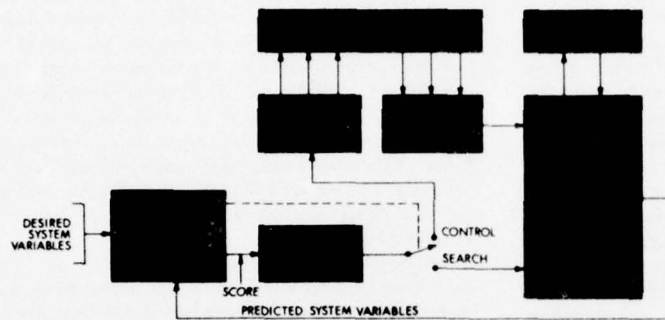 DESIRED
SYSTEM
VARIABLES
CONTROL
SEARCH
SCORE
PREDICTED SYSTEM VARIABLES